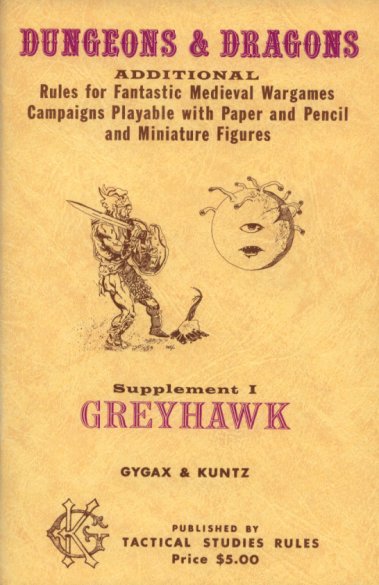 DUNGEONS & DRAGONS
ADDITIONAL
Rules for Fantastic Medieval Wargames
Campaigns Playable with Paper and Pencil
and Miniature Figures
Supplement I
GREYHAWK
GYGAX & KUNTZ
GK
PUBLISHED BY
TACTICAL STUDIES RULES
Price $5.00